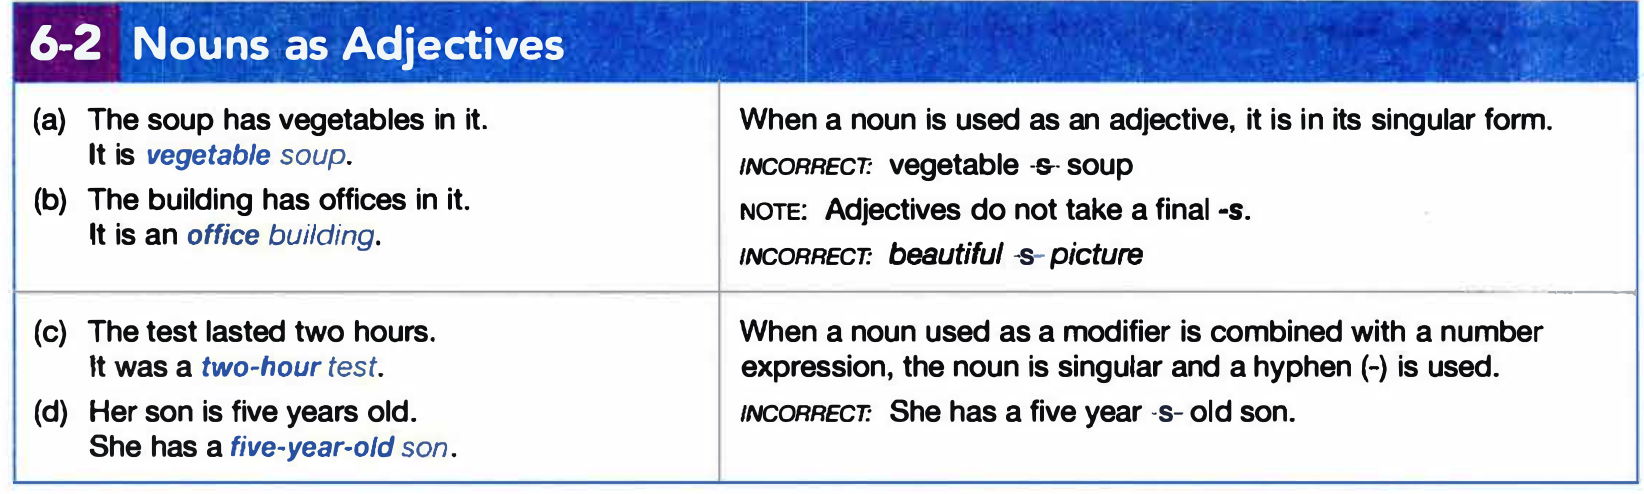 6-2 Nouns as Adjectives
(a) The soup has vegetables in it.
It is vegetable soup.
(b) The building has offices in it.
It is an office building.
When a noun is used as an adjective, it is in its singular form.
INCORRECT: vegetable -s- soup
NOTE: Adjectives do not take a final -s.
INCORRECT: beautiful -s- picture
(c) The test lasted two hours.
It was a two-hour test.
(d) Her son is five years old.
She has a five-year-old son.
When a noun used as a modifier is combined with a number
expression, the noun is singular and a hyphen (-) is used.
INCORRECT: She has a five year -s- old son.